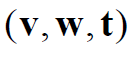 (v, w, t)